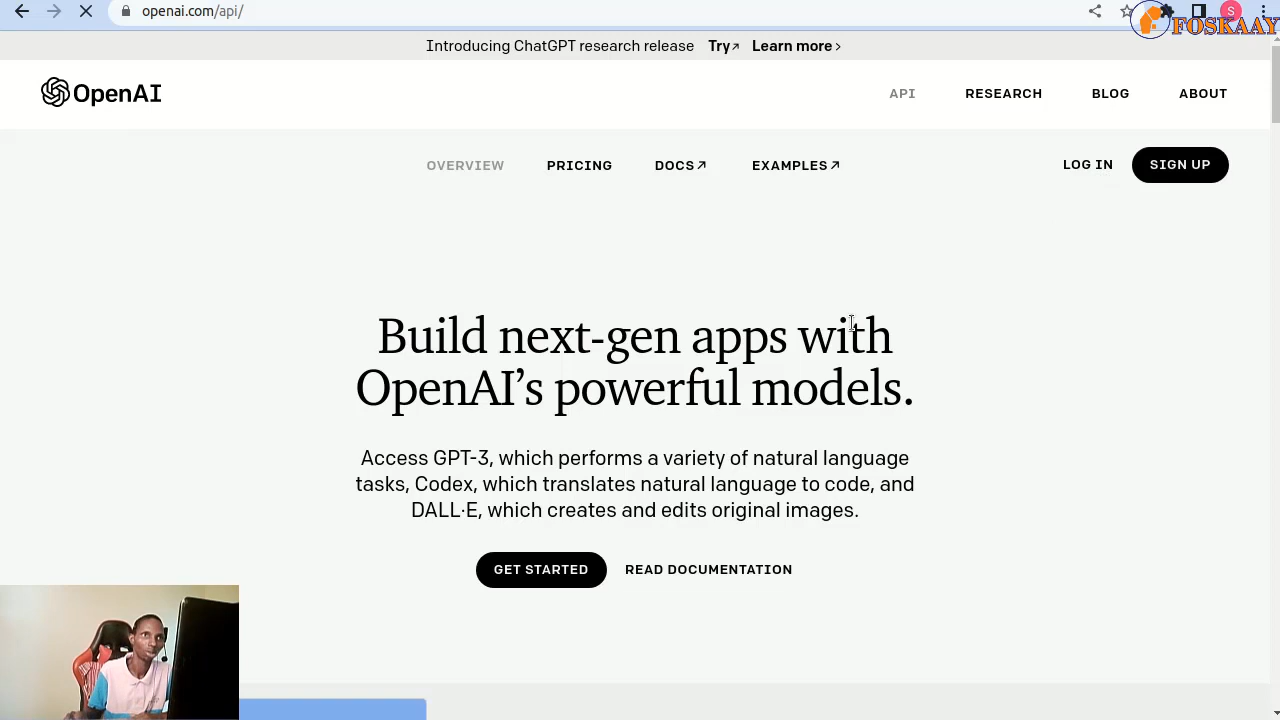 openai.com/api/
S
FOSKAAY
Introducing ChatGPT research release Try↗ Learn more ›
OpenAI
API RESEARCH BLOG ABOUT
OVERVIEW PRICING DOCS↗ EXAMPLES↗ LOG IN SIGN UP
Build next-gen apps with
OpenAI’s powerful models.
Access GPT-3, which performs a variety of natural language
tasks, Codex, which translates natural language to code, and
DALL·E, which creates and edits original images.
GET STARTED READ DOCUMENTATION